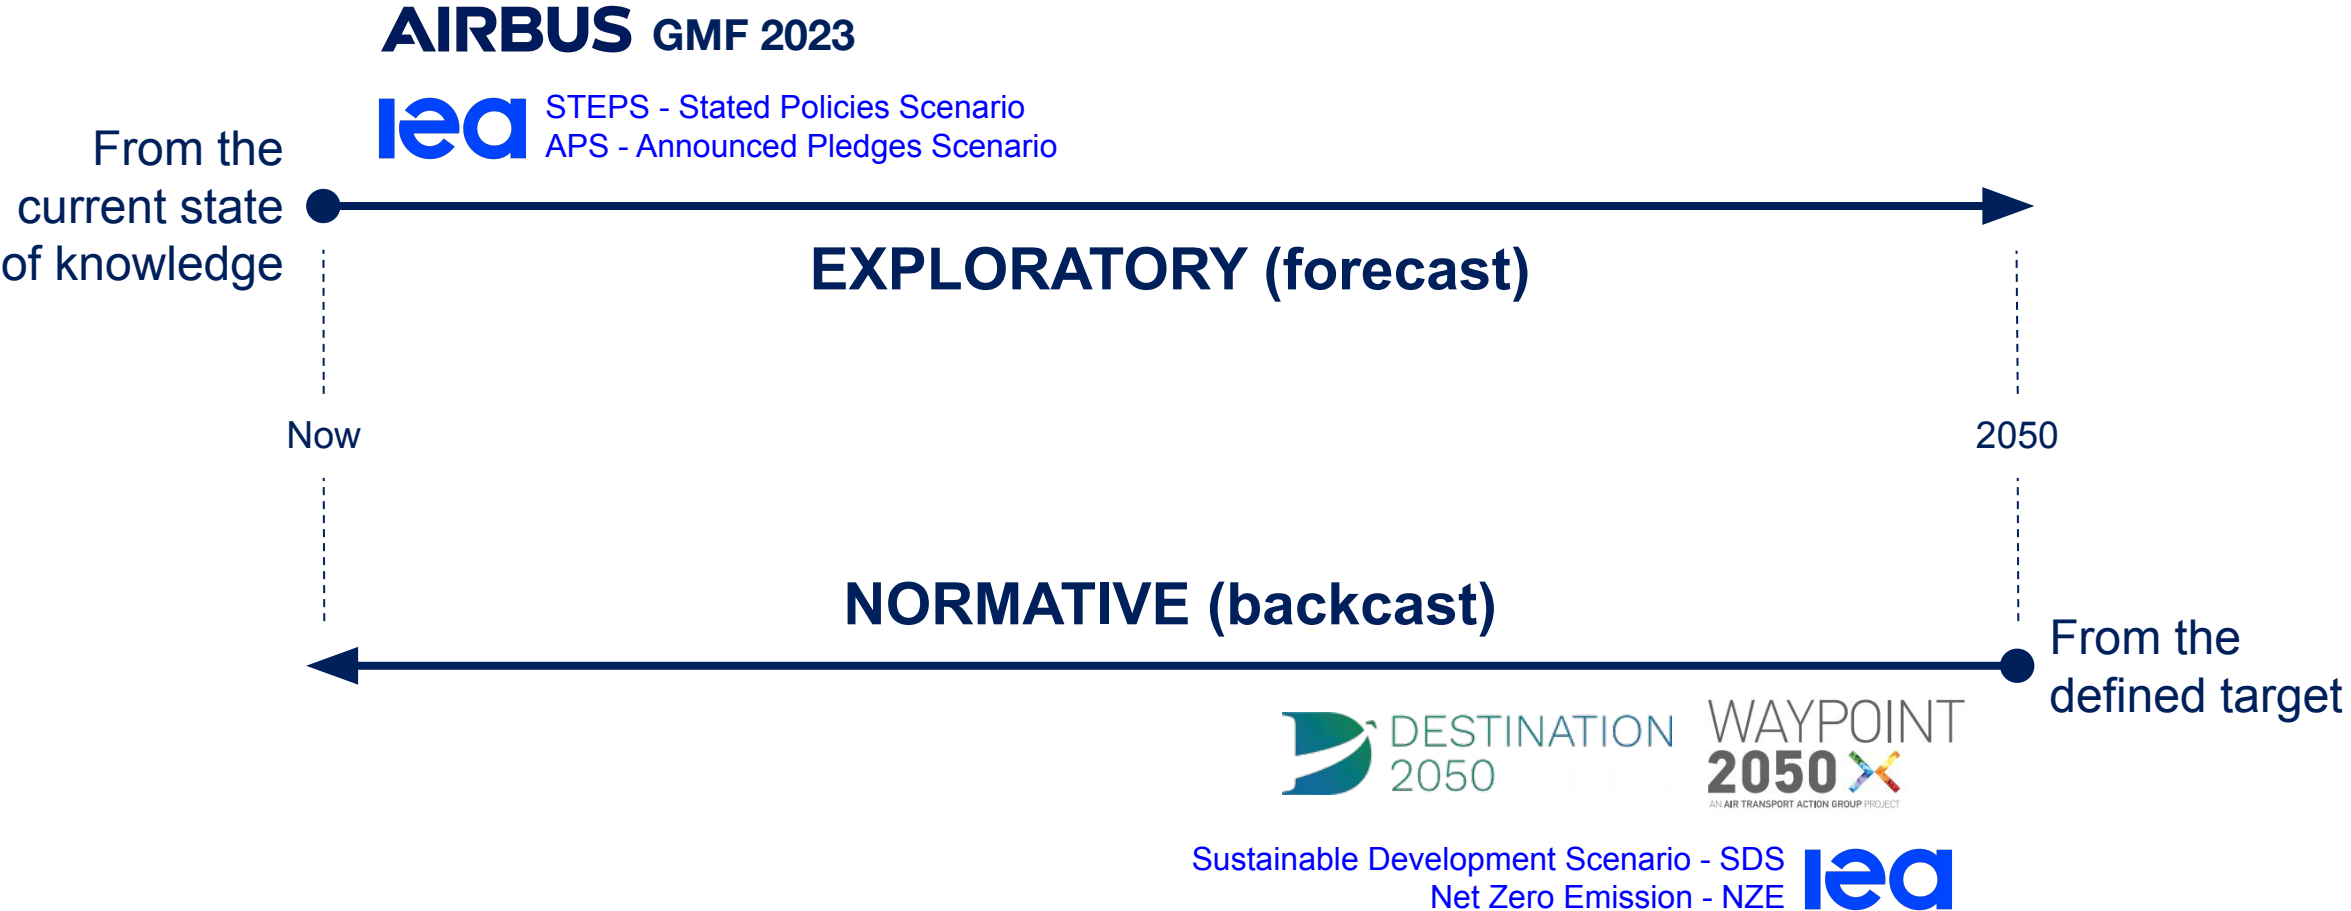 AIRBUS GMF 2023
iea
STEPS - Stated Policies Scenario
APS - Announced Pledges Scenario
From the
current state
of knowledge
EXPLORATORY (forecast)
Now
2050
NORMATIVE (backcast)
From the
defined target
DESTINATION
2050
WAYPOINT
2050
AN AIR TRANSPORT ACTION GROUP PROJECT
Sustainable Development Scenario - SDS
Net Zero Emission - NZE
iea